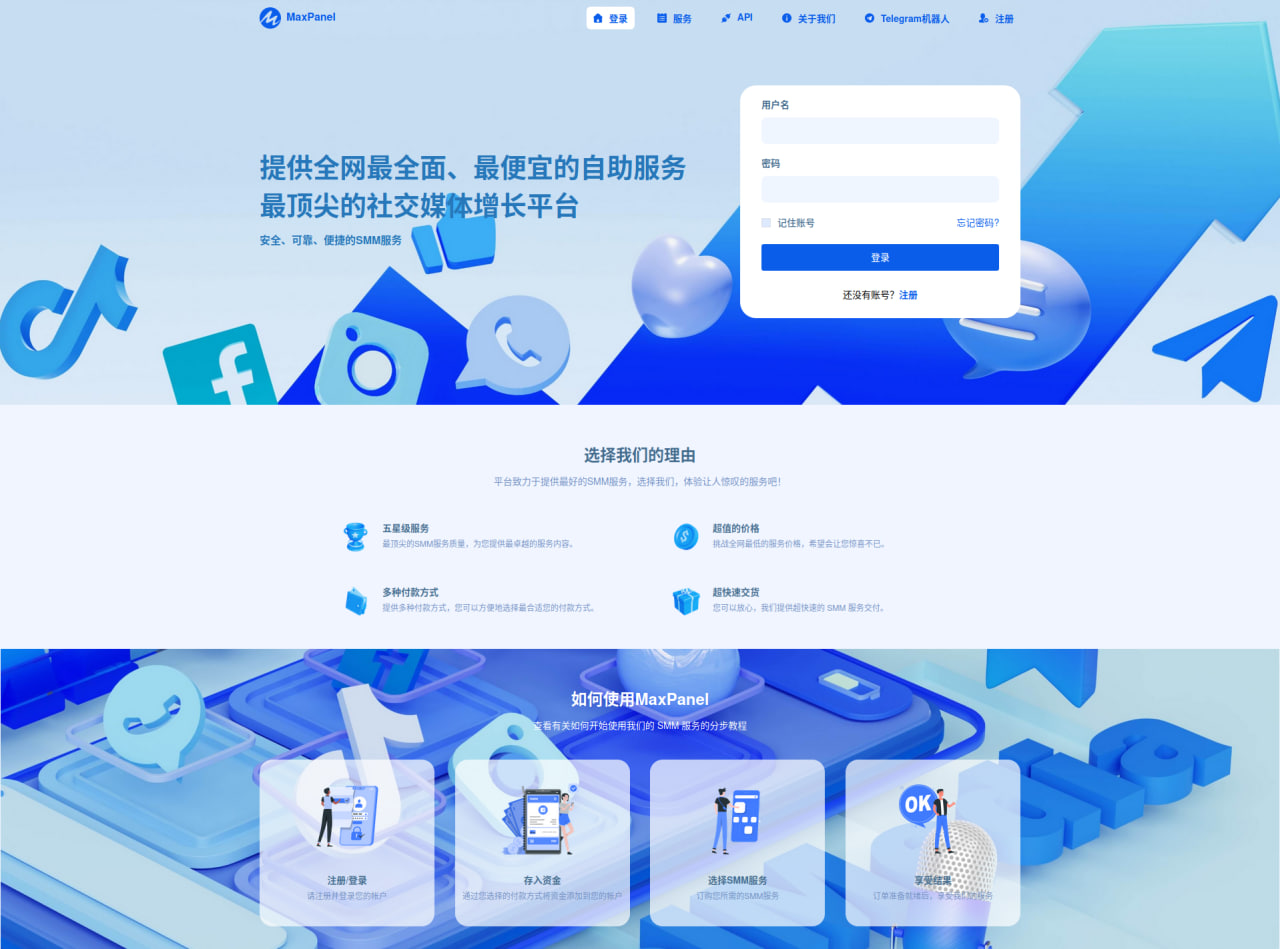 MaxPanel
登录
服务
API
关于我们
Telegram机器人
注册
提供全网最全面、最便宜的自助服务
最顶尖的社交媒体增长平台
安全、可靠、便捷的SMM服务
用户名
密码
记住账号
忘记密码?
登录
还没有账号? 注册
选择我们的理由
平台致力于提供最好的SMM服务，选择我们，体验让人惊叹的服务吧！
五星级服务
最顶尖的SMM服务质量，为您提供最卓越的服务内容。
超值的价格
挑战全网最低的服务价格，希望会让您惊喜不已。
多种付款方式
提供多种付款方式，您可以方便地选择最合适您的付款方式。
超快速交货
您可以放心，我们提供超快速的 SMM 服务交付。
如何使用MaxPanel
查看有关如何开始使用我们的 SMM 服务的分步教程
注册/登录
请注册并登录您的帐户
存入资金
通过您选择的付款方式将资金添加到您的帐户
选择SMM服务
订购您所需的SMM服务
OK
享受结果
订单准备就绪后，享受我们的服务